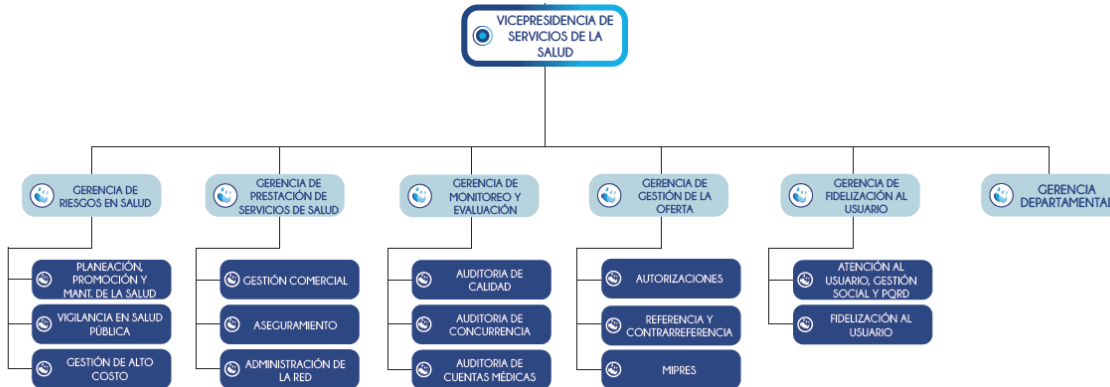 VICEPRESIDENCIA DE
SERVICIOS DE LA
SALUD
GERENCIA DE
RIESGOS EN SALUD
GERENCIA DE
PRESTACIÓN DE
SERVICIOS DE SALUD
GERENCIA DE
MONITOREO Y
EVALUACIÓN
GERENCIA DE
GESTIÓN DE LA
OFERTA
GERENCIA DE
FIDELIZACIÓN AL
USUARIO
GERENCIA
DEPARTAMENTAL
PLANEACIÓN,
PROMOCIÓN Y
MANT. DE LA SALUD
VIGILANCIA EN SALUD
PÚBLICA
GESTIÓN DE ALTO
COSTO
GESTIÓN COMERCIAL
ASEGURAMIENTO
ADMINISTRACIÓN DE
LA RED
AUDITORIA DE
CALIDAD
AUDITORIA DE
CONCURRENCIA
AUDITORIA DE
CUENTAS MÉDICAS
AUTORIZACIONES
REFERENCIA Y
CONTRARREFERENCIA
MIPRES
ATENCIÓN AL
USUARIO, GESTIÓN
SOCIAL Y PQRD
FIDELIZACIÓN AL
USUARIO